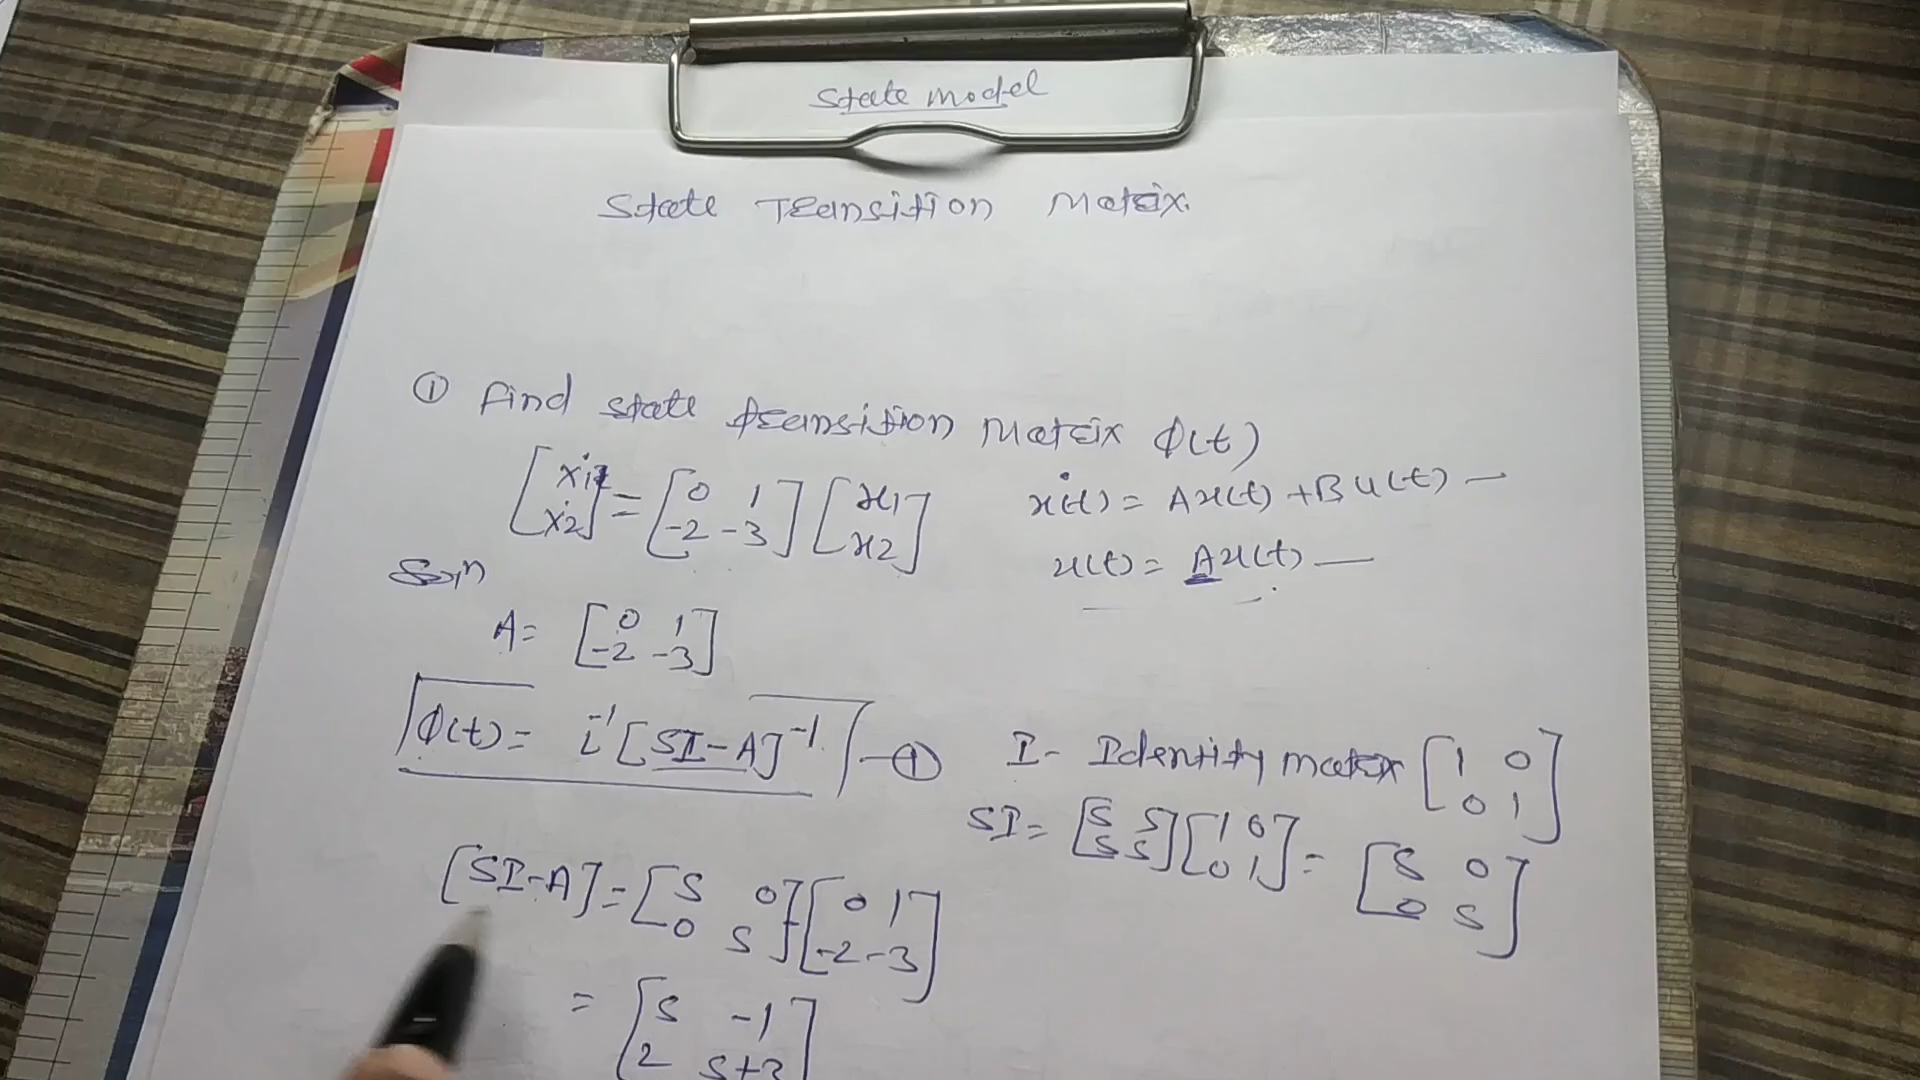 State model
State Transition Matrix.
① Find state transition Matrix ϕ(t)
[ẋ1 ẋ2] = [0 1 -2 -3] [x1 x2]
ẋ(t) = Ax(t) + Bu(t) —
x(t) = Ax(t) —
Soln
A = [0 1 -2 -3]
ϕ(t) = L⁻¹[SI-A]⁻¹ —①
I - Identity matrix [1 0 0 1]
SI = [S S S S][1 0 0 1] = [S 0 0 S]
[SI-A] = [S 0 0 S]-[0 1 -2 -3]
= [S -1 2 S+3]